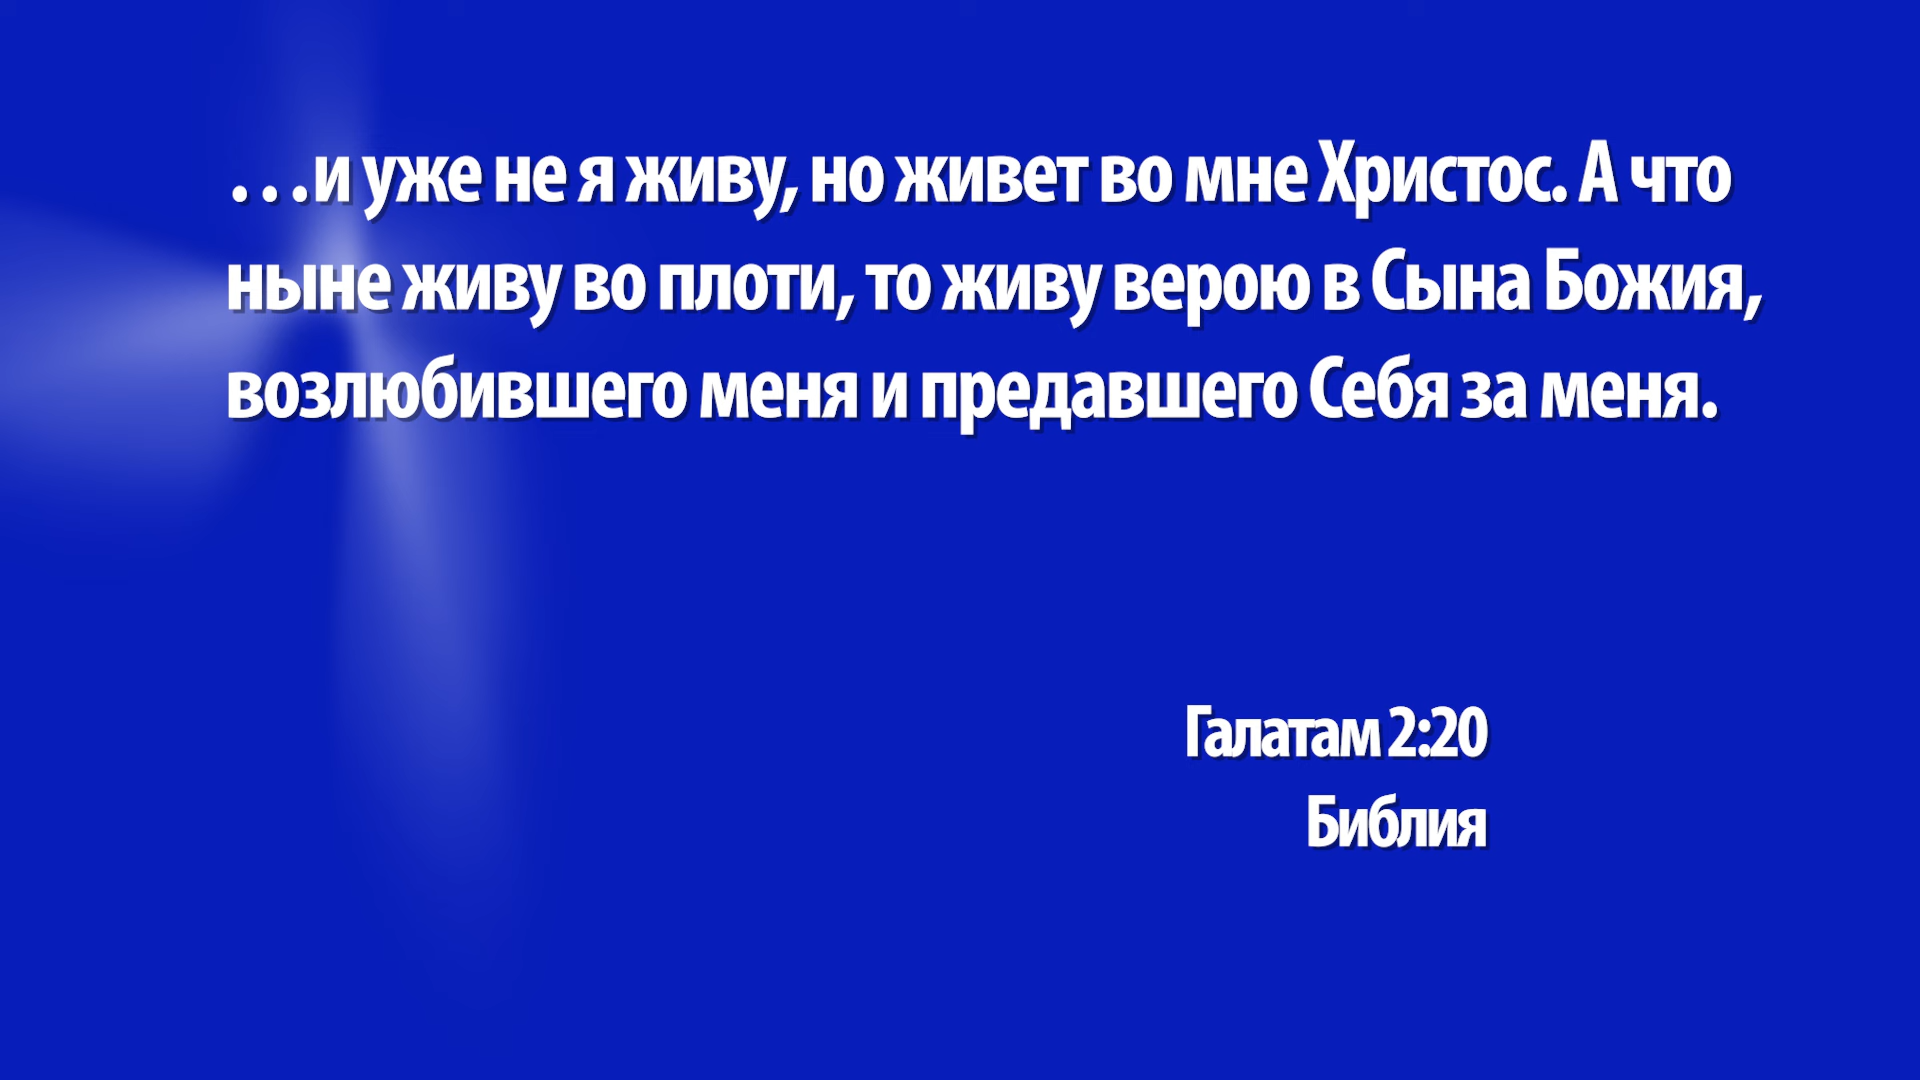 …и уже не я живу, но живет во мне Христос. А что
ныне живу во плоти, то живу верою в Сына Божия,
возлюбившего меня и предавшего Себя за меня.
Галатам 2:20
Библия